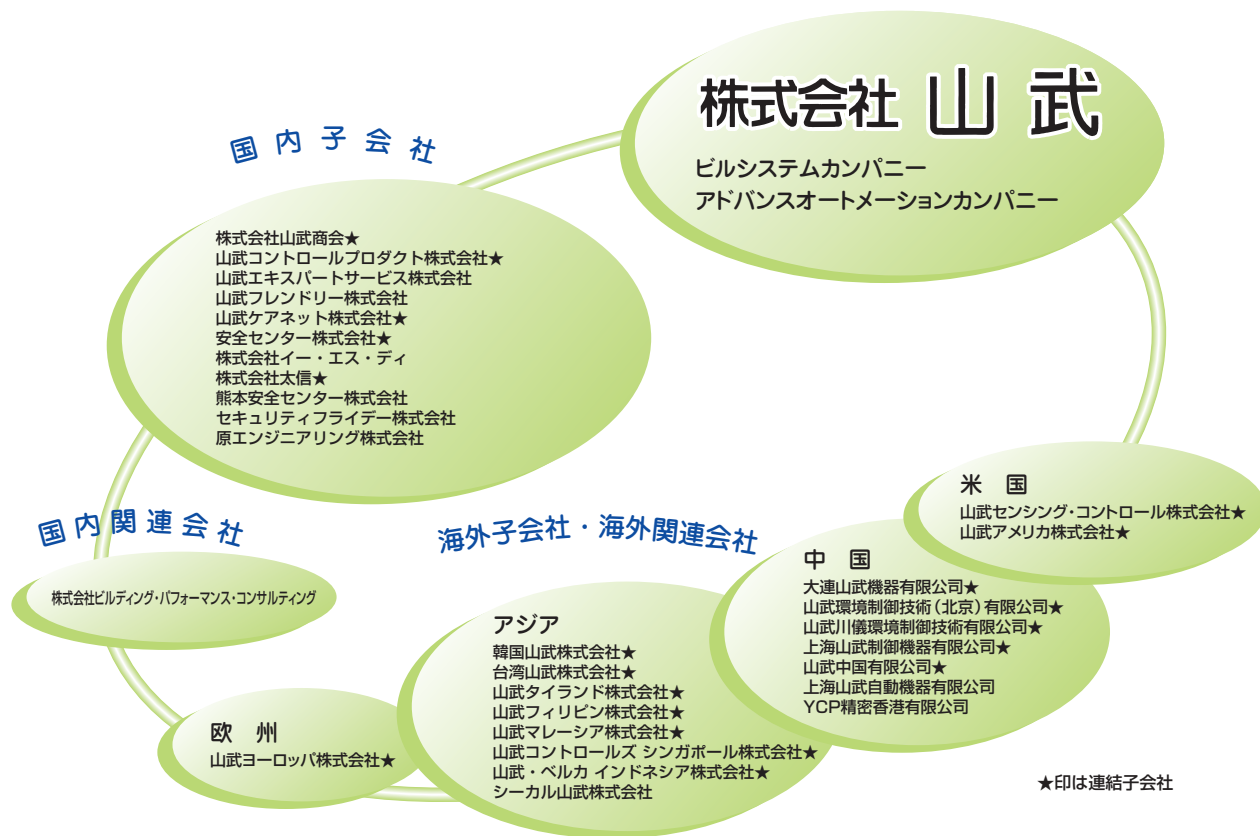 株式会社 山武
ビルシステムカンパニー
アドバンスオートメーションカンパニー
国内子会社
株式会社山武商会★
山武コントロールプロダクト株式会社★
山武エキスパートサービス株式会社
山武フレンドリー株式会社
山武ケアネット株式会社★
安全センター株式会社★
株式会社イー・エス・ディ
株式会社太信★
熊本安全センター株式会社
セキュリティフライデー株式会社
原エンジニアリング株式会社
国内関連会社
株式会社ビルディング・パフォーマンス・コンサルティング
海外子会社・海外関連会社
欧 州
山武ヨーロッパ株式会社★
アジア
韓国山武株式会社★
台湾山武株式会社★
山武タイランド株式会社★
山武フィリピン株式会社★
山武マレーシア株式会社★
山武コントロールズ シンガポール株式会社★
山武・ベルカ インドネシア株式会社★
シーカル山武株式会社
中 国
大連山武機器有限公司★
山武環境制御技術（北京）有限公司★
山武川儀環境制御技術有限公司★
上海山武制御機器有限公司★
山武中国有限公司★
上海山武自動機器有限公司
YCP精密香港有限公司
米 国
山武センシング・コントロール株式会社★
山武アメリカ株式会社★
★印は連結子会社